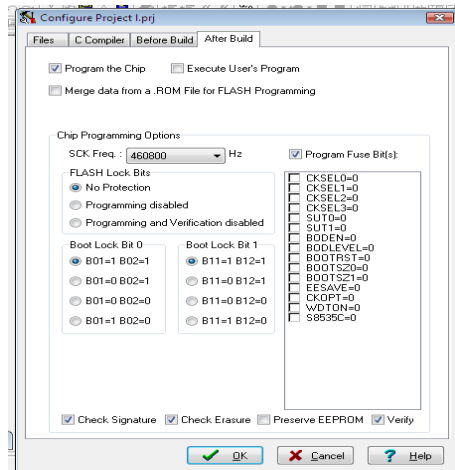 Configure Project I.prj
Files
C Compiler
Before Build
After Build
Program the Chip
Execute User's Program
Merge data from a .ROM File for FLASH Programming
Chip Programming Options
SCK Freq. : 460800 Hz
Program Fuse Bit(s):
FLASH Lock Bits
No Protection
Programming disabled
Programming and Verification disabled
Boot Lock Bit 0
B01=1 B02=1
B01=0 B02=1
B01=0 B02=0
B01=1 B02=0
Boot Lock Bit 1
B11=1 B12=1
B11=0 B12=1
B11=0 B12=0
B11=1 B12=0
CKSEL0=0
CKSEL1=0
CKSEL2=0
CKSEL3=0
SUT0=0
SUT1=0
BODEN=0
BODLEVEL=0
BOOTRST=0
BOOTSZ0=0
BOOTSZ1=0
EESAVE=0
CKOPT=0
WDTON=0
S8535C=0
Check Signature
Check Erasure
Preserve EEPROM
Verify
OK
Cancel
Help